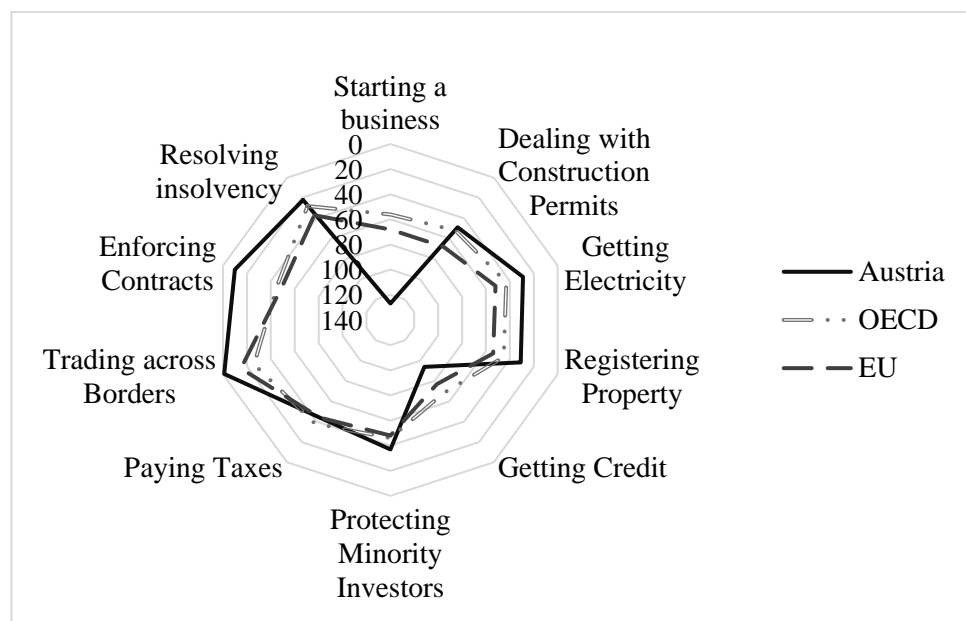 Starting a
business
Dealing with
Construction
Permits
Getting
Electricity
Registering
Property
Getting Credit
Protecting
Minority
Investors
Paying Taxes
Trading across
Borders
Enforcing
Contracts
Resolving
insolvency
0
20
40
60
80
100
120
140
Austria
OECD
EU